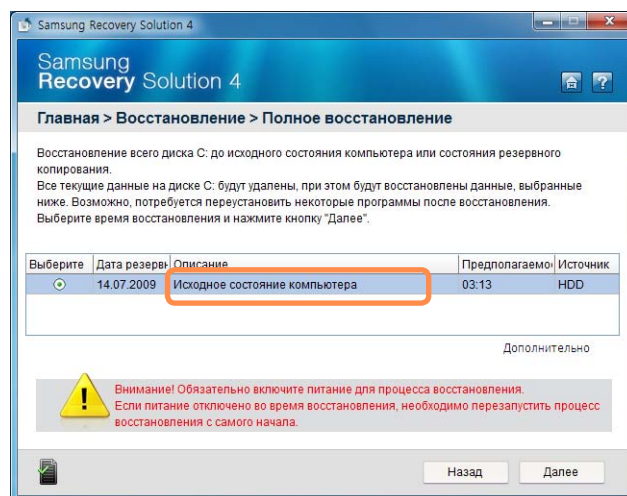 Samsung Recovery Solution 4
Samsung
Recovery Solution 4
Главная > Восстановление > Полное восстановление
Восстановление всего диска C: до исходного состояния компьютера или состояния резервного
копирования.
Все текущие данные на диске C: будут удалены, при этом будут восстановлены данные, выбранные
ниже. Возможно, потребуется переустановить некоторые программы после восстановления.
Выберите время восстановления и нажмите кнопку "Далее".
Выберите Дата резервн Описание Предполагаемо Источник
14.07.2009 Исходное состояние компьютера 03:13 HDD
Дополнительно
Внимание! Обязательно включите питание для процесса восстановления.
Если питание отключено во время восстановления, необходимо перезапустить процесс
восстановления с самого начала.
Назад Далее